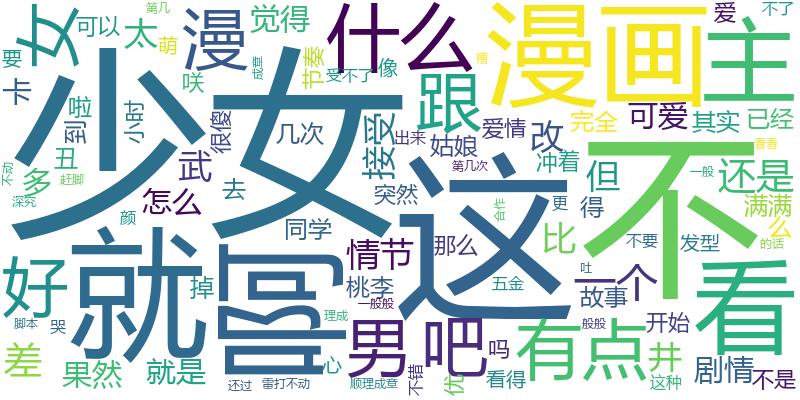 女
可以
太
漫
觉得
第几
成章
什么
漫画
爱
不了
主
要
萌
节奏
受不了
像
槽
卡
少女
咲
跟
可爱
其实
已经
啦
到
小时
很傻
几次
接受
出来
姑娘
爱情
改
完全
吾吾
丑
武
第几次
冲着
不
一般
不动
多
赶脚
怎么
去
突然
这
合作
更
得
但
还是
满满
深究
颜
同学
情节
那么
比
不要
发型
么
的话
好
就
啊
掉
桃李
五金
吐
一个
故事
看
脚本
哭
一般般
理成
男
吧
吗
有点
般般
开始
井
差
果然
就是
心
不错
优
看得
剧情
这种
不是
还过
雷打不动
顺理成章